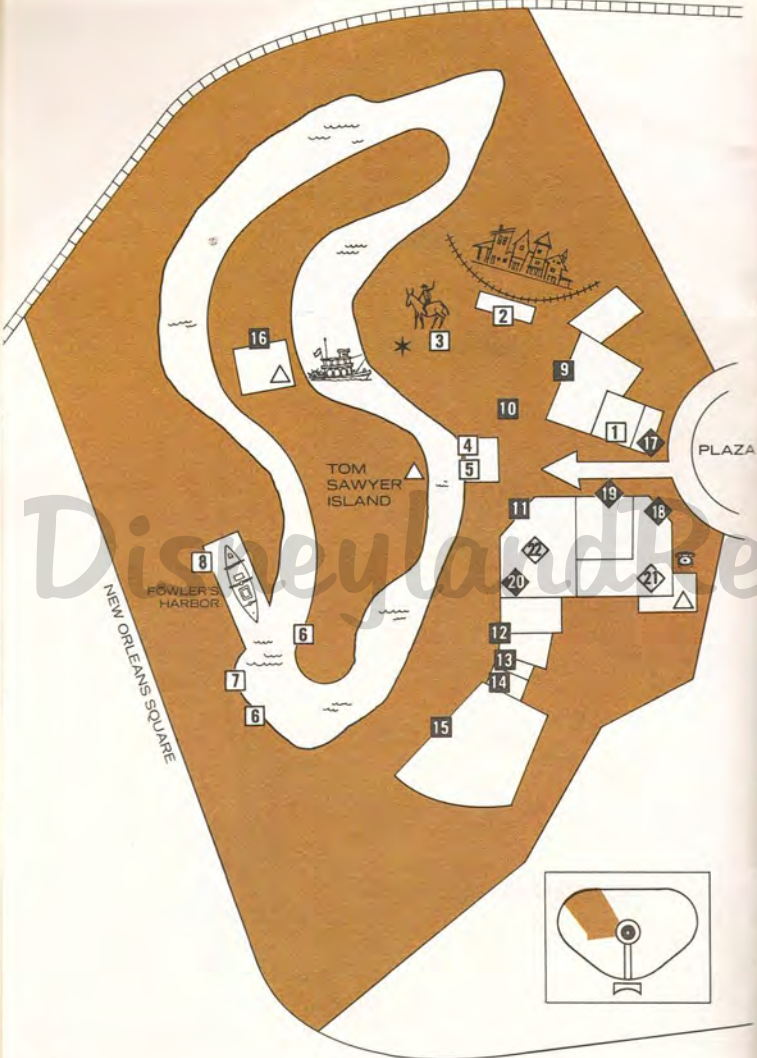 2
16
3
9
10
1
17
PLAZA
4
5
TOM
SAWYER
ISLAND
19
18
11
22
8
20
21
FOWLER'S
HARBOR
NEW ORLEANS SQUARE
6
12
13
7
14
6
15
DisneylandRe